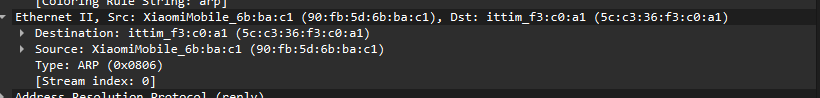 [Coloring Rule String: arp]
Ethernet II, Src: XiaomiMobile_6b:ba:c1 (90:fb:5d:6b:ba:c1), Dst: ittim_f3:c0:a1 (5c:c3:36:f3:c0:a1)
Destination: ittim_f3:c0:a1 (5c:c3:36:f3:c0:a1)
Source: XiaomiMobile_6b:ba:c1 (90:fb:5d:6b:ba:c1)
Type: ARP (0x0806)
[Stream index: 0]
Address Resolution Protocol (reply)